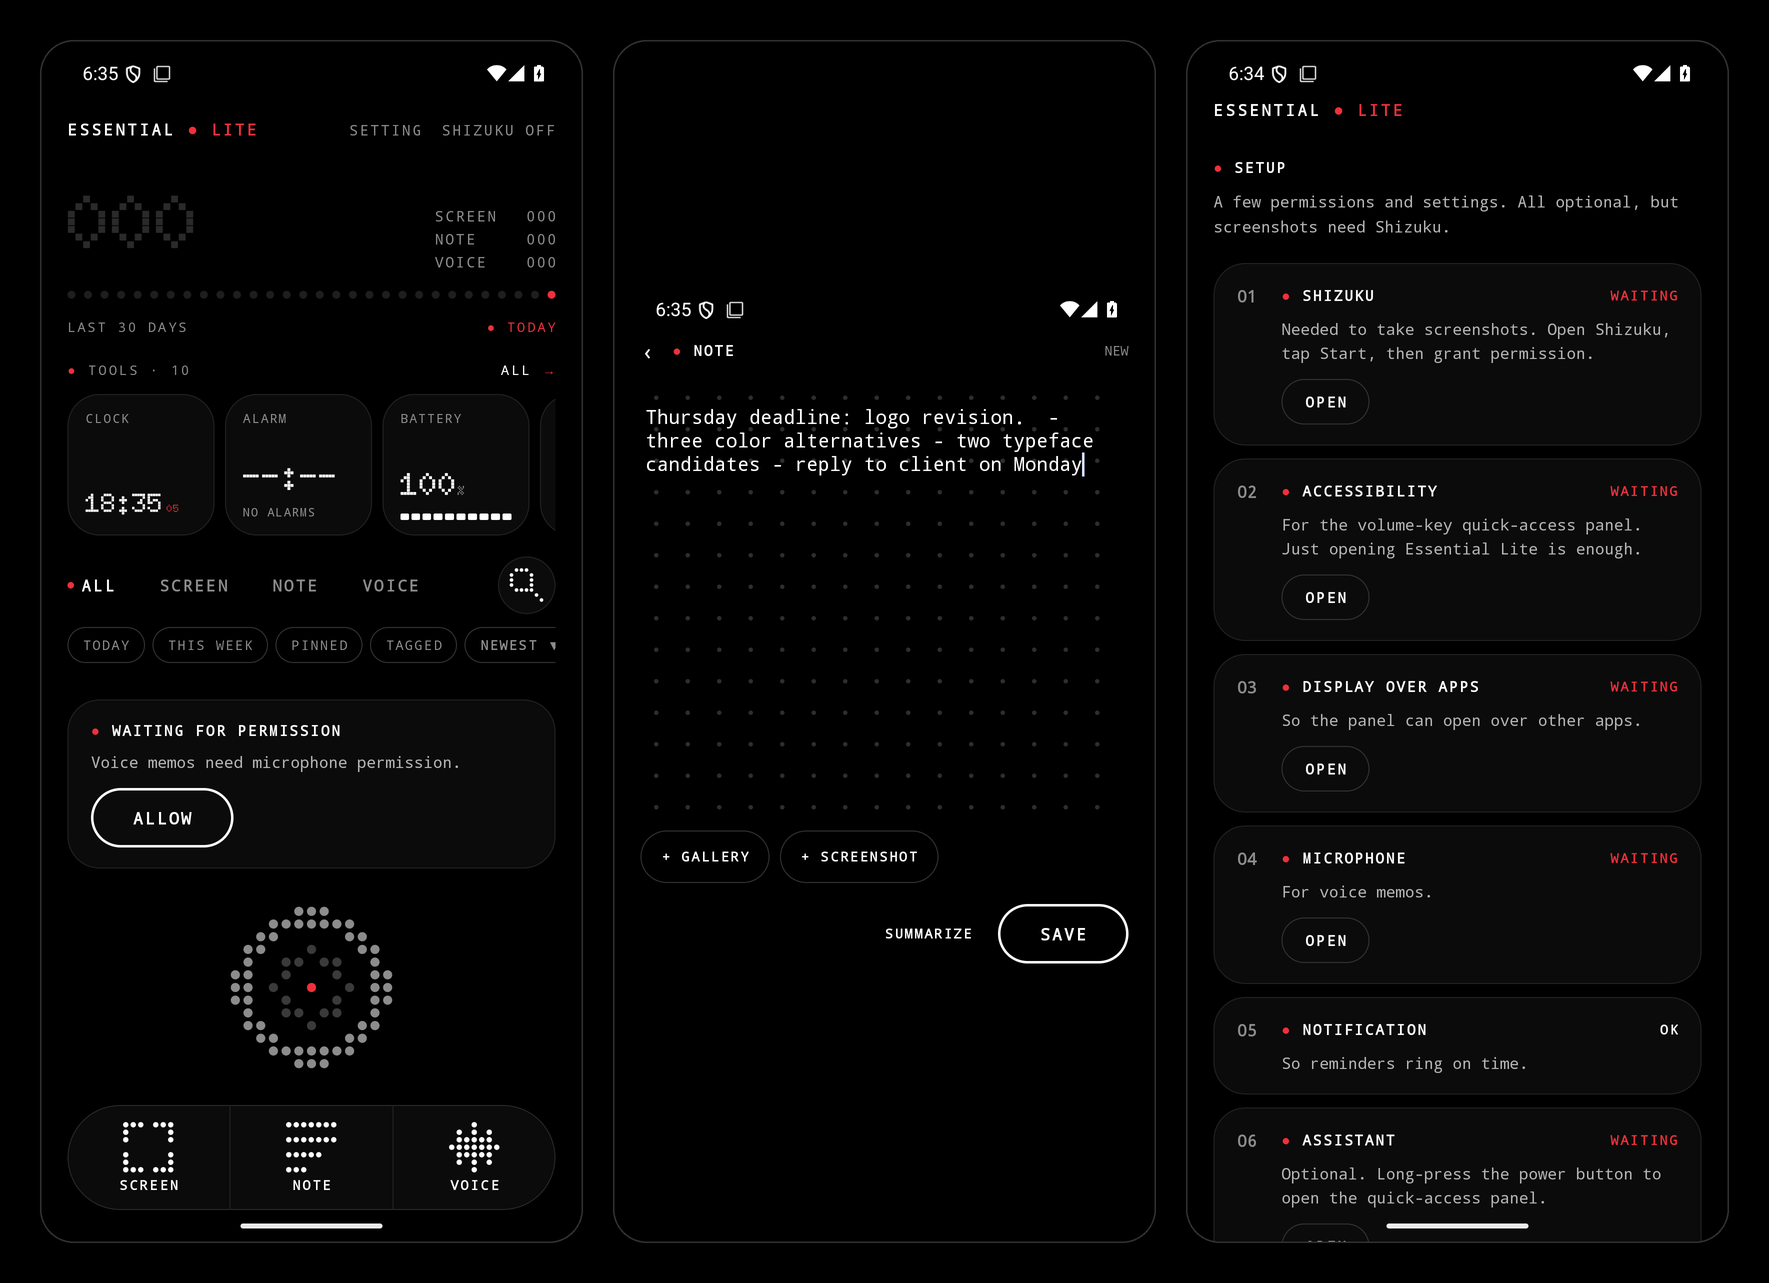 6:35
ESSENTIAL • LITE
SETTING SHIZUKU OFF
000
SCREEN 000
NOTE 000
VOICE 000
LAST 30 DAYS
• TODAY
• TOOLS · 10
ALL →
CLOCK
18:35 05
ALARM
--:--
NO ALARMS
BATTERY
100%
• ALL SCREEN NOTE VOICE
TODAY THIS WEEK PINNED TAGGED NEWEST ▼
• WAITING FOR PERMISSION
Voice memos need microphone permission.
ALLOW
SCREEN NOTE VOICE
6:35
‹ • NOTE NEW
Thursday deadline: logo revision.  -
three color alternatives - two typeface
candidates - reply to client on Monday
+ GALLERY + SCREENSHOT
SUMMARIZE SAVE
6:34
ESSENTIAL • LITE
• SETUP
A few permissions and settings. All optional, but
screenshots need Shizuku.
01 • SHIZUKU WAITING
Needed to take screenshots. Open Shizuku,
tap Start, then grant permission.
OPEN
02 • ACCESSIBILITY WAITING
For the volume-key quick-access panel.
Just opening Essential Lite is enough.
OPEN
03 • DISPLAY OVER APPS WAITING
So the panel can open over other apps.
OPEN
04 • MICROPHONE WAITING
For voice memos.
OPEN
05 • NOTIFICATION OK
So reminders ring on time.
06 • ASSISTANT WAITING
Optional. Long-press the power button to
open the quick-access panel.